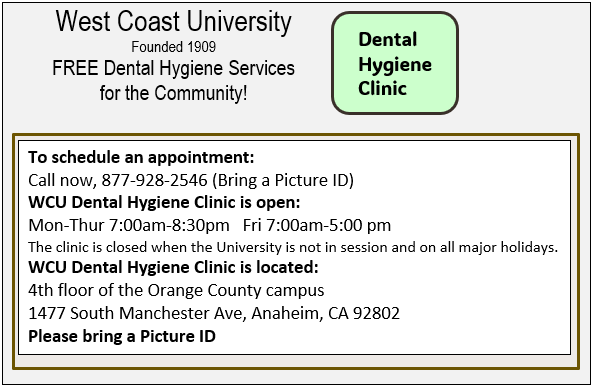 West Coast University
Founded 1909
FREE Dental Hygiene Services
for the Community!
Dental
Hygiene
Clinic
To schedule an appointment:
Call now, 877-928-2546 (Bring a Picture ID)
WCU Dental Hygiene Clinic is open:
Mon-Thur 7:00am-8:30pm   Fri 7:00am-5:00 pm
The clinic is closed when the University is not in session and on all major holidays.
WCU Dental Hygiene Clinic is located:
4th floor of the Orange County campus
1477 South Manchester Ave, Anaheim, CA 92802
Please bring a Picture ID